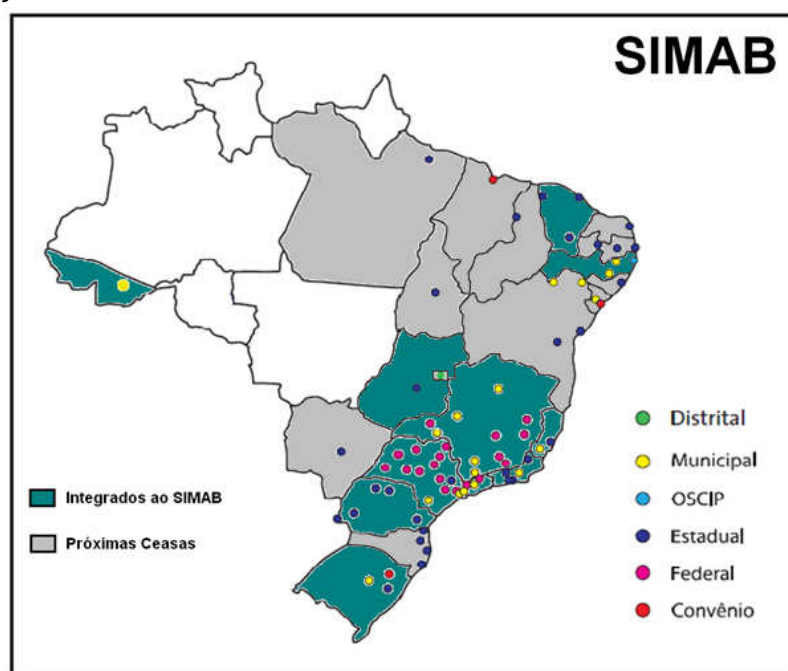 SIMAB
Distrital
Municipal
OSCIP
Estadual
Federal
Convênio
Integrados ao SIMAB
Próximas Ceasas